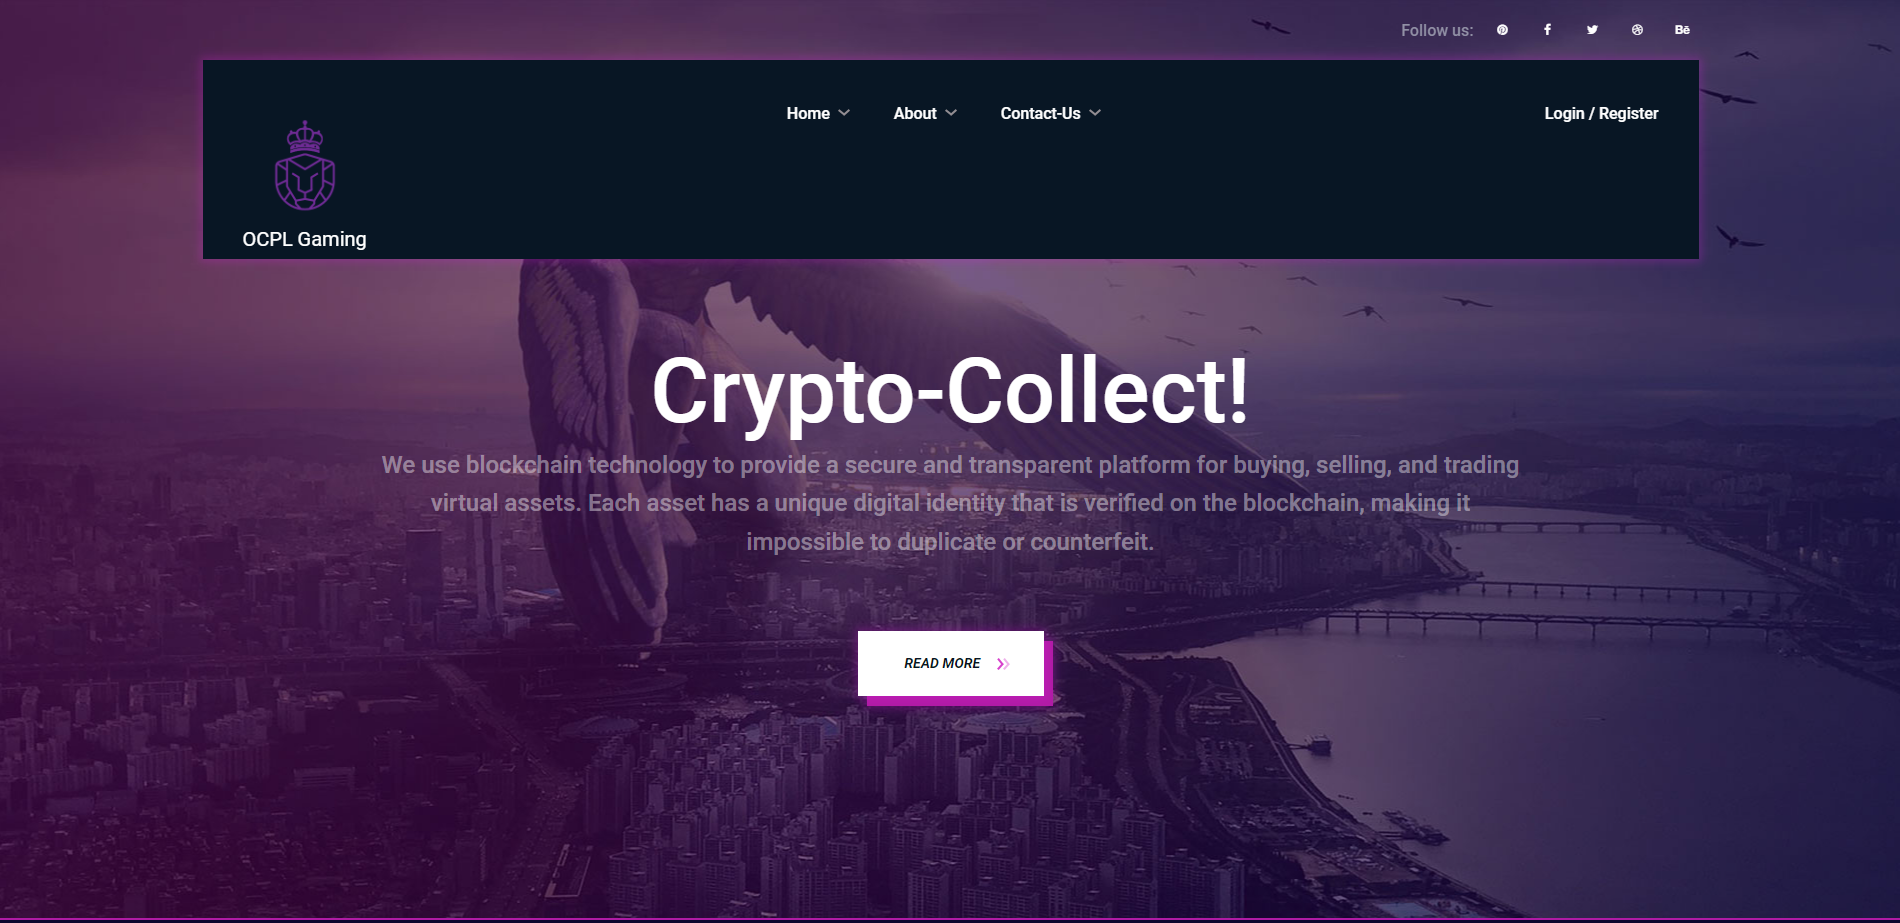 Follow us:
Bē
Home
About
Contact-Us
Login / Register
OCPL Gaming
Crypto-Collect!
We use blockchain technology to provide a secure and transparent platform for buying, selling, and trading
virtual assets. Each asset has a unique digital identity that is verified on the blockchain, making it
impossible to duplicate or counterfeit.
READ MORE